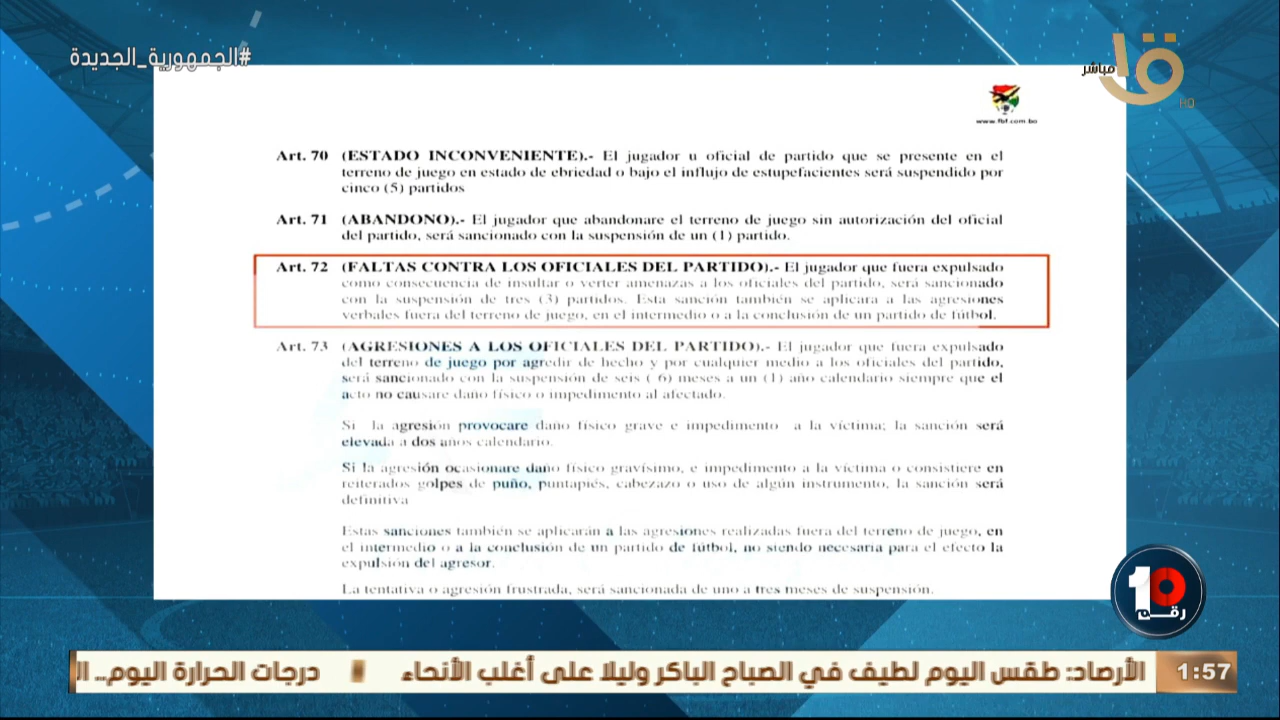 #الجمهورية_الجديدة
مباشر
HD
www.fbf.com.bo
Art. 70 (ESTADO INCONVENIENTE).- El jugador u oficial de partido que se presente en el
terreno de juego en estado de ebriedad o bajo el influjo de estupefacientes será suspendido por
cinco (5) partidos
Art. 71 (ABANDONO).- El jugador que abandonare el terreno de juego sin autorización del oficial
del partido, será sancionado con la suspensión de un (1) partido.
Art. 72 (FALTAS CONTRA LOS OFICIALES DEL PARTIDO).- El jugador que fuera expulsado
como consecuencia de insultar o verter amenazas a los oficiales del partido, será sancionado
con la suspensión de tres (3) partidos. Esta sanción también se aplicara a las agresiones
verbales fuera del terreno de juego, en el intermedio o a la conclusión de un partido de fútbol.
Art. 73 (AGRESIONES A LOS OFICIALES DEL PARTIDO).- El jugador que fuera expulsado
del terreno de juego por agredir de hecho y por cualquier medio a los oficiales del partido,
será sancionado con la suspensión de seis ( 6) meses a un (1) año calendario siempre que el
acto no causare daño físico o impedimento al afectado.
Si la agresión provocare daño físico grave e impedimento a la víctima; la sanción será
elevada a dos años calendario.
Si la agresión ocasionare daño físico gravísimo, e impedimento a la víctima o consistiere en
reiterados golpes de puño, puntapiés, cabezazo o uso de algún instrumento, la sanción será
definitiva
Estas sanciones también se aplicarán a las agresiones realizadas fuera del terreno de juego, en
el intermedio o a la conclusión de un partido de fútbol, no siendo necesaria para el efecto la
expulsión del agresor.
La tentativa o agresión frustrada, será sancionada de uno a tres meses de suspensión.
10
رقم
1:57
الأرصاد: طقس اليوم لطيف في الصباح الباكر وليلا على أغلب الأنحاء درجات الحرارة اليوم.. ال